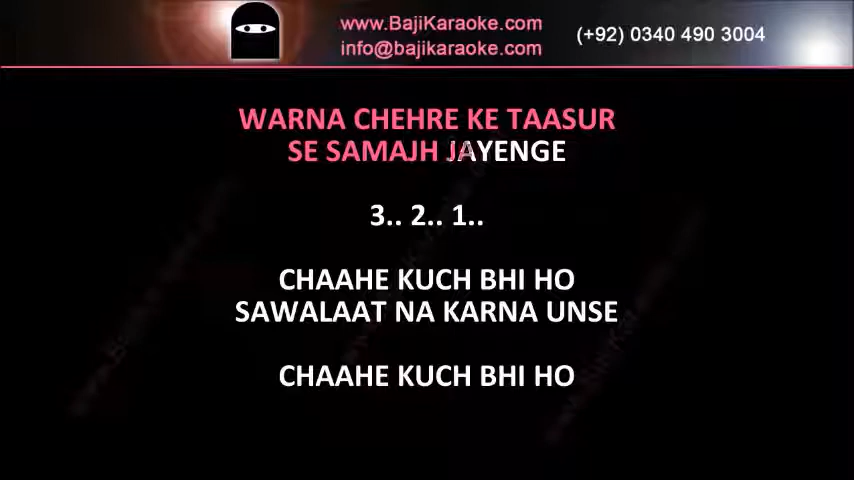 www.BajiKaraoke.com
info@bajikaraoke.com
(+92) 0340 490 3004
WARNA CHEHRE KE TAASUR
SE SAMAJH JAYENGE
3.. 2.. 1..
CHAAHE KUCH BHI HO
SAWALAAT NA KARNA UNSE
CHAAHE KUCH BHI HO